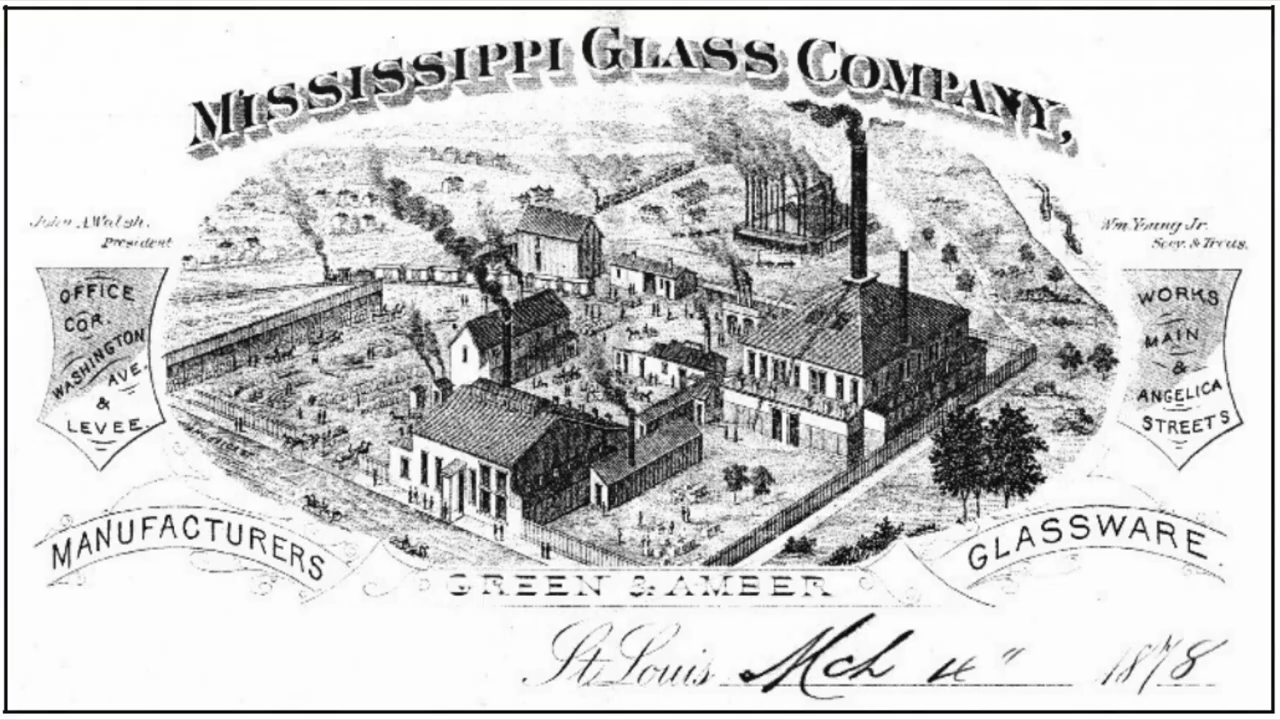 MISSISSIPPI GLASS COMPANY,
John A Walsh.
President
Wm. Young Jr.
Secy. & Treas.
OFFICE
COR.
WASHINGTON
AVE.
&
LEVEE.
WORKS
MAIN
&
ANGELICA
STREETS
MANUFACTURERS
GREEN & AMBER
GLASSWARE
St. Louis Mch 4" 1878